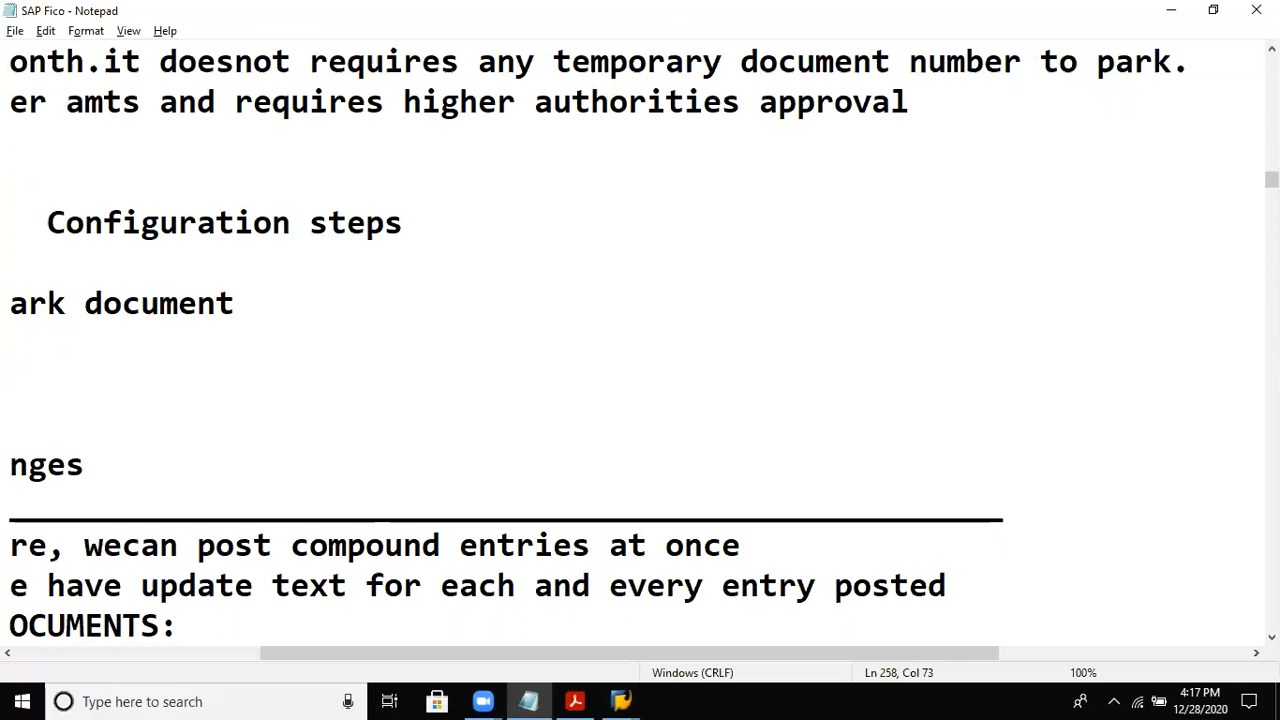 SAP Fico - Notepad
File Edit Format View Help
onth.it doesnot requires any temporary document number to park.
er amts and requires higher authorities approval
Configuration steps
ark document
nges
re, wecan post compound entries at once
e have update text for each and every entry posted
OCUMENTS:
Windows (CRLF) Ln 258, Col 73 100%
Type here to search
4:17 PM
12/28/2020